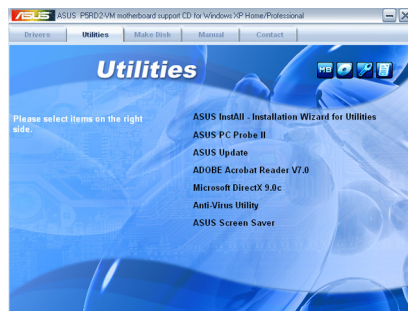 ASUS ASUS P5RD2-VM motherboard support CD for Windows XP Home/Professional
Drivers Utilities Make Disk Manual Contact
Utilities
MB
Please select items on the right side.
ASUS InstAll - Installation Wizard for Utilities
ASUS PC Probe II
ASUS Update
ADOBE Acrobat Reader V7.0
Microsoft DirectX 9.0c
Anti-Virus Utility
ASUS Screen Saver